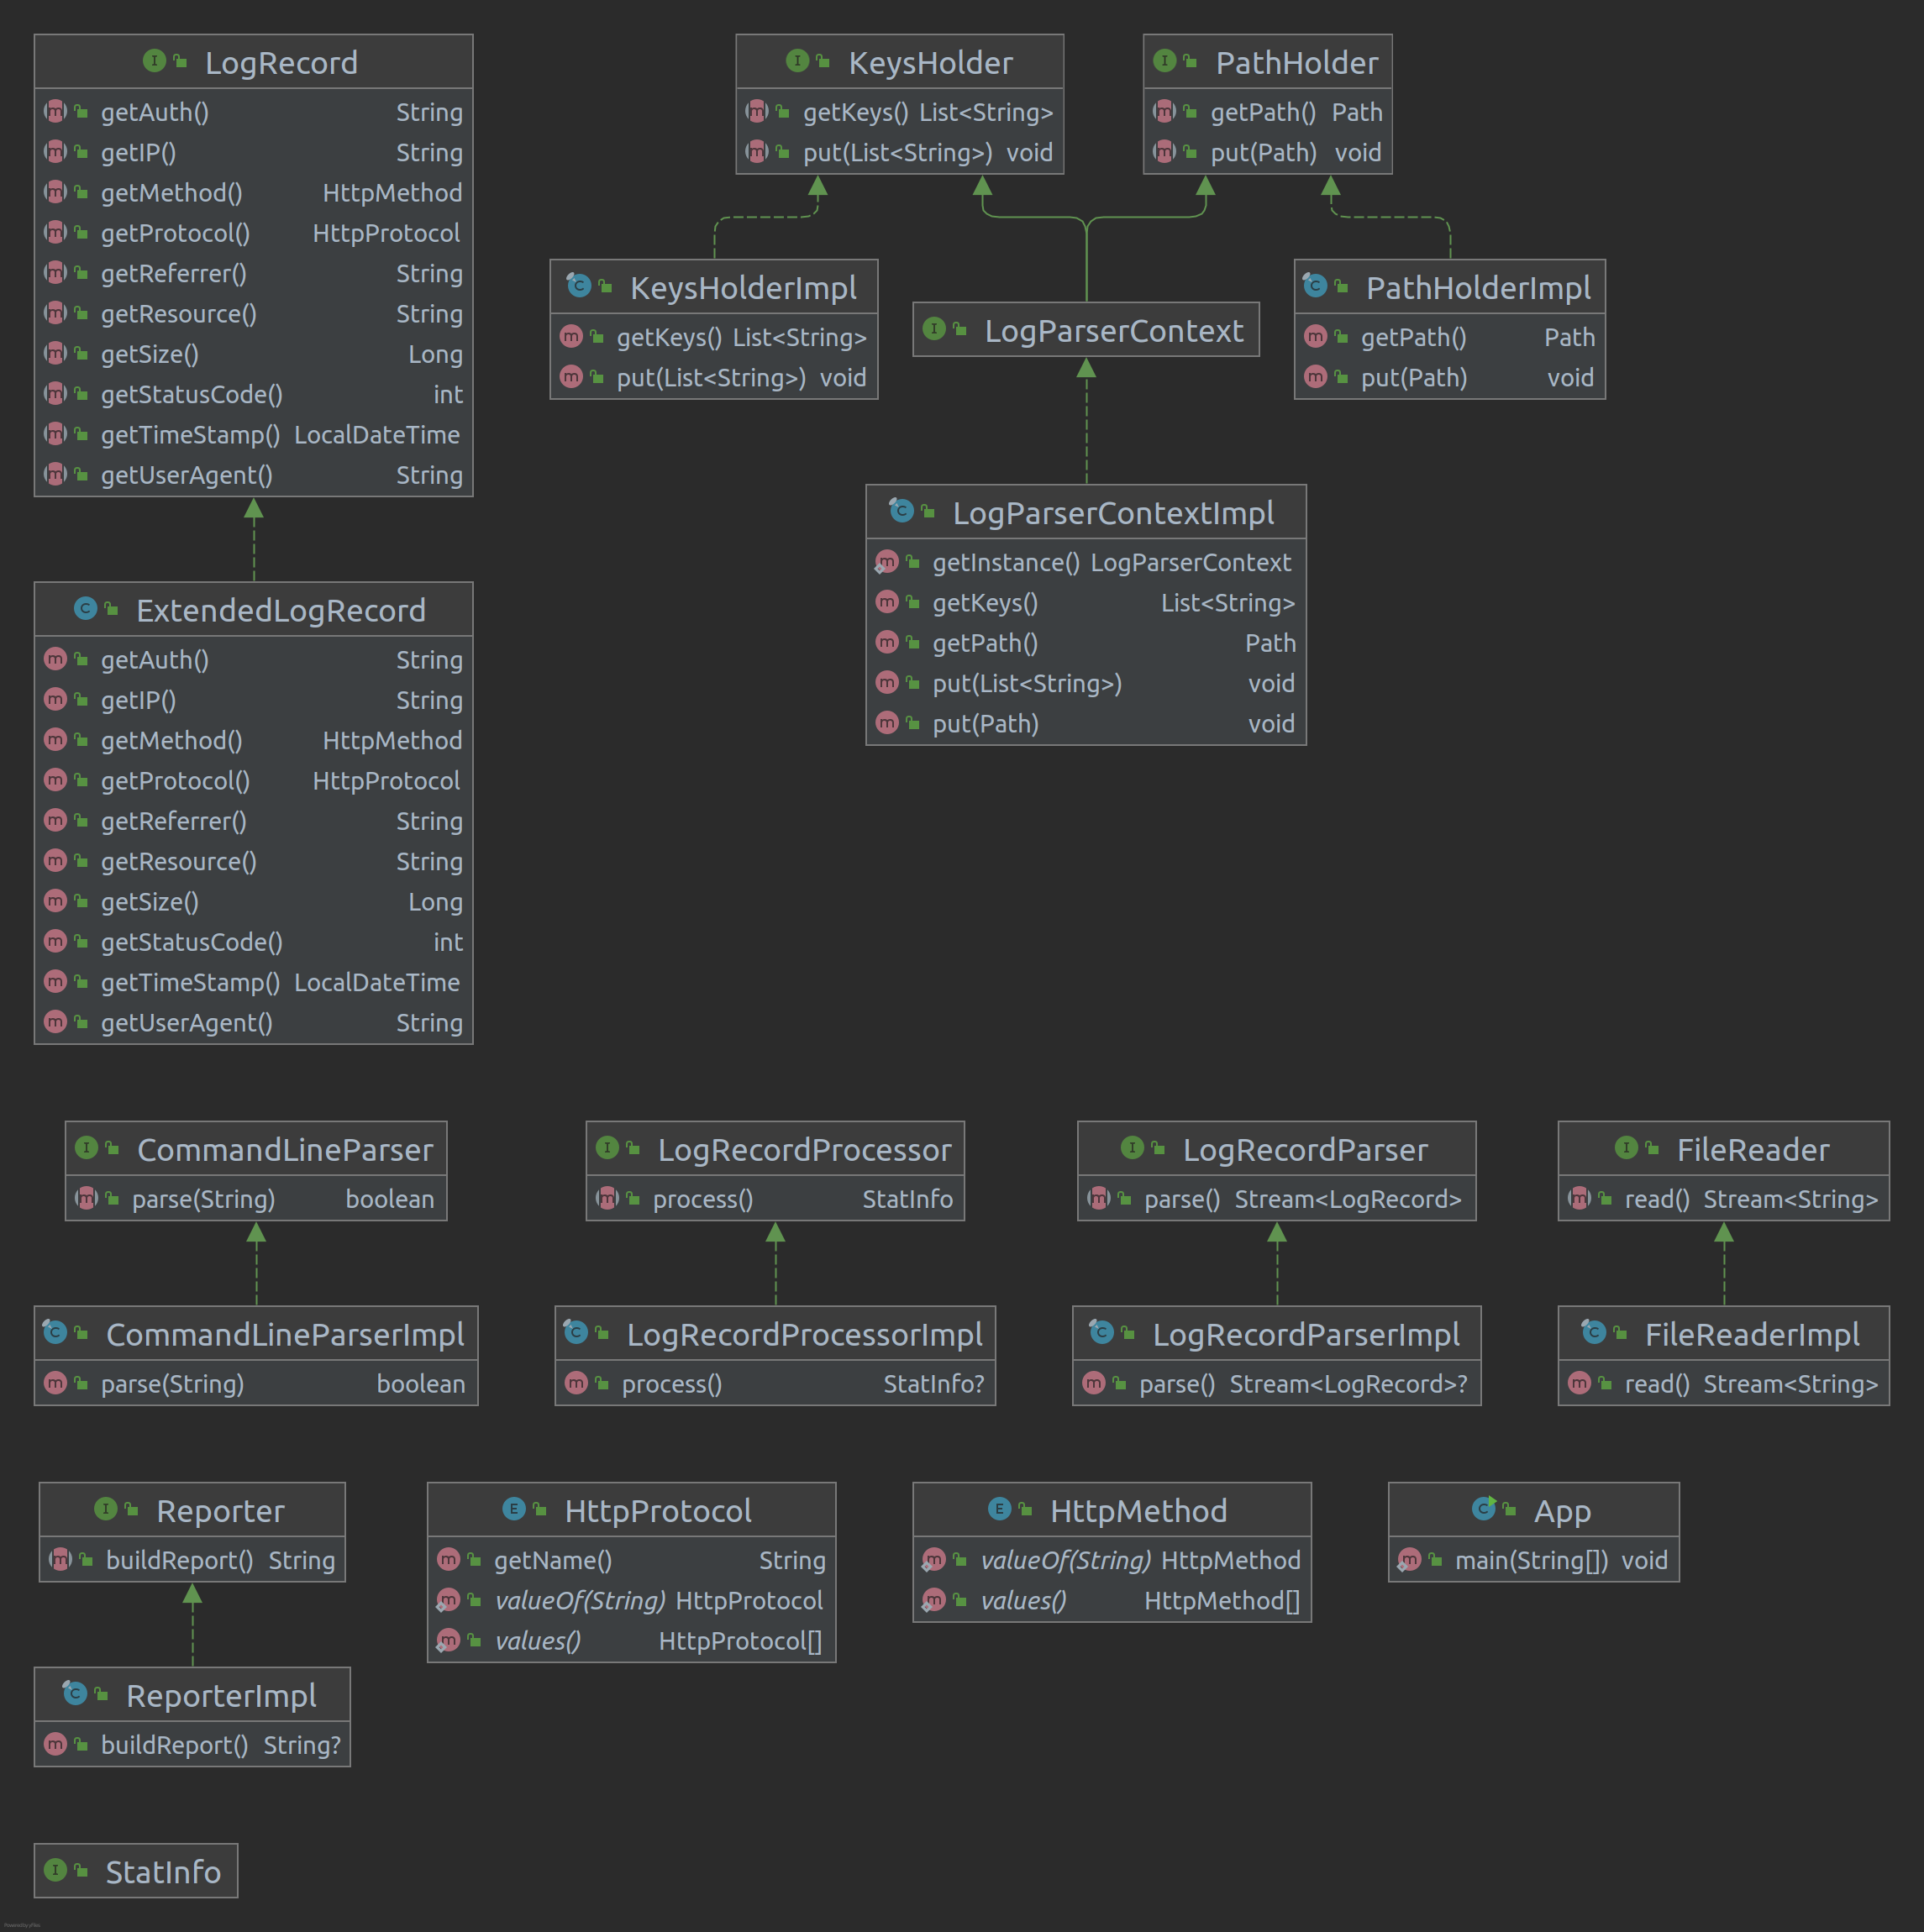 LogRecord
getAuth() String
getIP() String
getMethod() HttpMethod
getProtocol() HttpProtocol
getReferrer() String
getResource() String
getSize() Long
getStatusCode() int
getTimeStamp() LocalDateTime
getUserAgent() String
KeysHolder
getKeys() List<String>
put(List<String>) void
PathHolder
getPath() Path
put(Path) void
KeysHolderImpl
getKeys() List<String>
put(List<String>) void
LogParserContext
PathHolderImpl
getPath() Path
put(Path) void
LogParserContextImpl
getInstance() LogParserContext
getKeys() List<String>
getPath() Path
put(List<String>) void
put(Path) void
ExtendedLogRecord
getAuth() String
getIP() String
getMethod() HttpMethod
getProtocol() HttpProtocol
getReferrer() String
getResource() String
getSize() Long
getStatusCode() int
getTimeStamp() LocalDateTime
getUserAgent() String
CommandLineParser
parse(String) boolean
LogRecordProcessor
process() StatInfo
LogRecordParser
parse() Stream<LogRecord>
FileReader
read() Stream<String>
CommandLineParserImpl
parse(String) boolean
LogRecordProcessorImpl
process() StatInfo?
LogRecordParserImpl
parse() Stream<LogRecord>?
FileReaderImpl
read() Stream<String>
Reporter
buildReport() String
HttpProtocol
getName() String
valueOf(String) HttpProtocol
values() HttpProtocol[]
HttpMethod
valueOf(String) HttpMethod
values() HttpMethod[]
App
main(String[]) void
ReporterImpl
buildReport() String?
StatInfo
Powered by yFiles